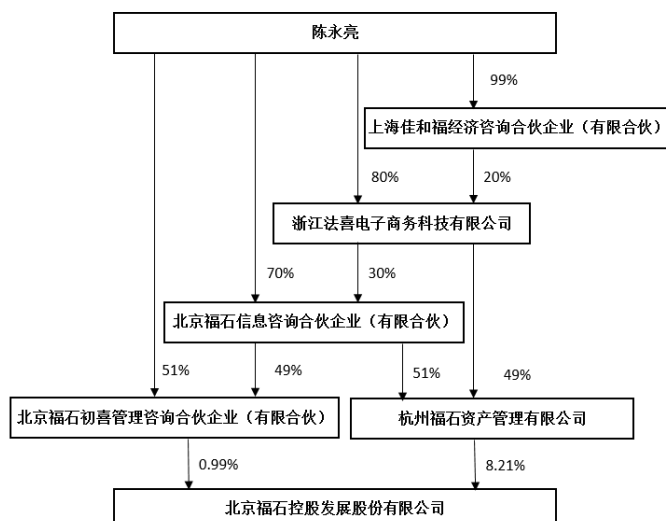 陈永亮
99%
上海佳和福经济咨询合伙企业（有限合伙）
80%
20%
浙江法喜电子商务科技有限公司
70%
30%
北京福石信息咨询合伙企业（有限合伙）
51%
49%
51%
49%
北京福石初喜管理咨询合伙企业（有限合伙）
杭州福石资产管理有限公司
0.99%
8.21%
北京福石控股发展股份有限公司